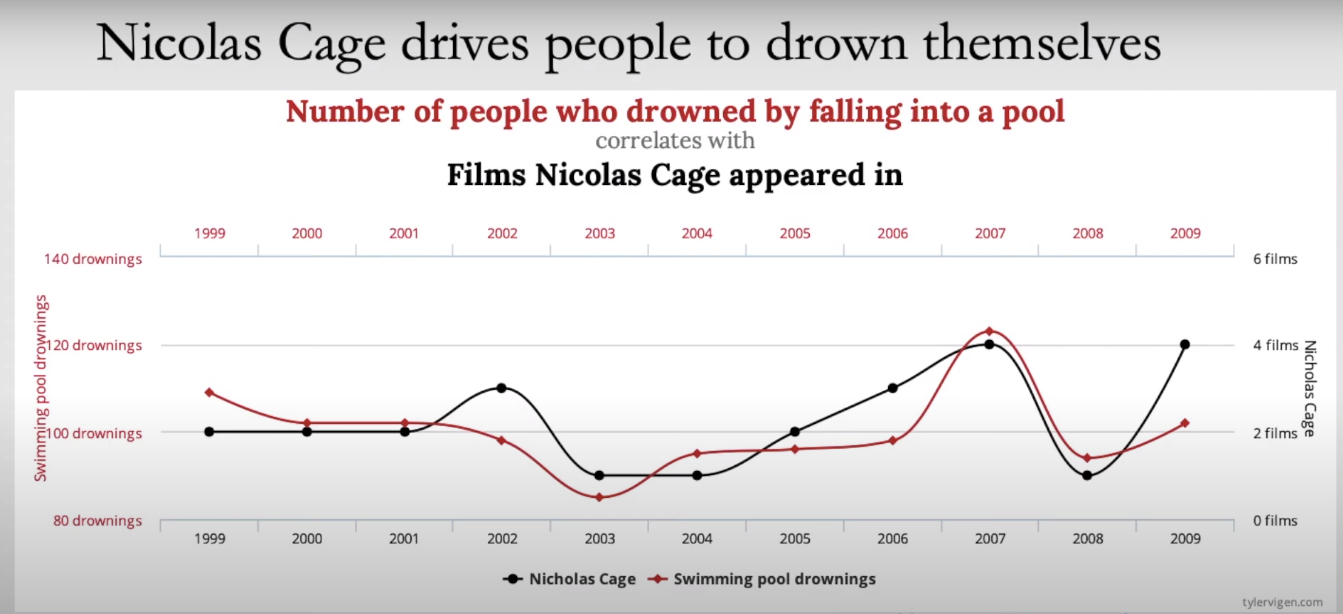 Nicolas Cage drives people to drown themselves
Number of people who drowned by falling into a pool
correlates with
Films Nicolas Cage appeared in
1999 2000 2001 2002 2003 2004 2005 2006 2007 2008 2009
140 drownings 6 films
120 drownings 4 films
100 drownings 2 films
80 drownings 0 films
Swimming pool drownings
Nicholas Cage
1999 2000 2001 2002 2003 2004 2005 2006 2007 2008 2009
Nicholas Cage Swimming pool drownings
tylervigen.com